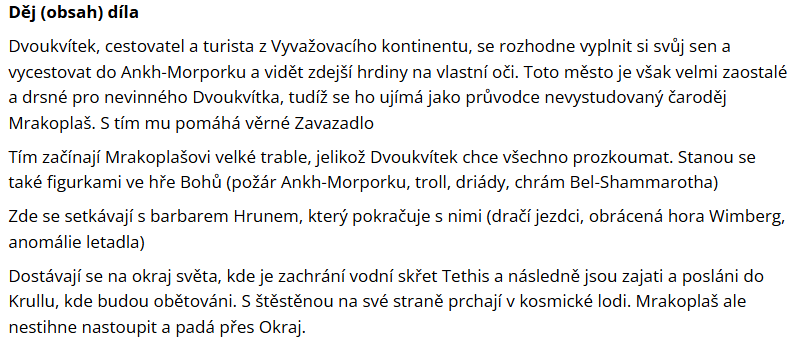 Děj (obsah) díla
Dvoukvítek, cestovatel a turista z Vyvažovacího kontinentu, se rozhodne vyplnit si svůj sen a
vycestovat do Ankh-Morporku a vidět zdejší hrdiny na vlastní oči. Toto město je však velmi zaostalé
a drsné pro nevinného Dvoukvítka, tudíž se ho ujímá jako průvodce nevystudovaný čaroděj
Mrakoplaš. S tím mu pomáhá věrné Zavazadlo
Tím začínají Mrakoplašovi velké trable, jelikož Dvoukvítek chce všechno prozkoumat. Stanou se
také figurkami ve hře Bohů (požár Ankh-Morporku, troll, driády, chrám Bel-Shammarotha)
Zde se setkávají s barbarem Hrunem, který pokračuje s nimi (dračí jezdci, obrácená hora Wimberg,
anomálie letadla)
Dostávají se na okraj světa, kde je zachrání vodní skřet Tethis a následně jsou zajati a posláni do
Krullu, kde budou obětováni. S štěstěnou na své straně prchají v kosmické lodi. Mrakoplaš ale
nestihne nastoupit a padá přes Okraj.